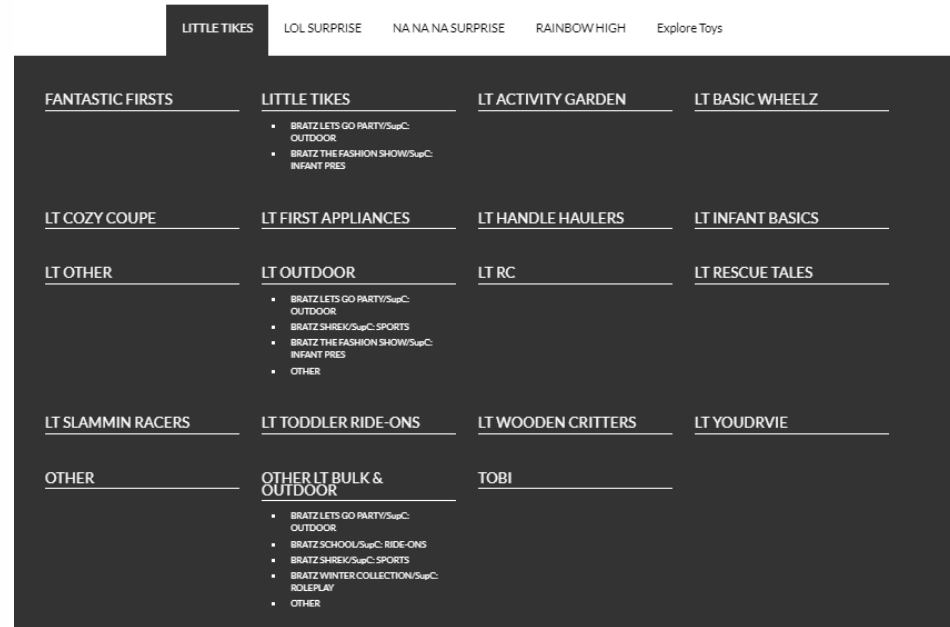 LITTLE TIKES LOL SURPRISE NA NA NA SURPRISE RAINBOW HIGH Explore Toys
FANTASTIC FIRSTS
LITTLE TIKES
BRATZ LETS GO PARTY/SupC:
OUTDOOR
BRATZ THE FASHION SHOW/SupC:
INFANT PRES
LT ACTIVITY GARDEN
LT BASIC WHEELZ
LT COZY COUPE
LT FIRST APPLIANCES
LT HANDLE HAULERS
LT INFANT BASICS
LT OTHER
LT OUTDOOR
BRATZ LETS GO PARTY/SupC:
OUTDOOR
BRATZ SHREK/SupC: SPORTS
BRATZ THE FASHION SHOW/SupC:
INFANT PRES
OTHER
LT RC
LT RESCUE TALES
LT SLAMMIN RACERS
LT TODDLER RIDE-ONS
LT WOODEN CRITTERS
LT YOUDRVIE
OTHER
OTHER LT BULK &
OUTDOOR
BRATZ LETS GO PARTY/SupC:
OUTDOOR
BRATZ SCHOOL/SupC: RIDE-ONS
BRATZ SHREK/SupC: SPORTS
BRATZ WINTER COLLECTION/SupC:
ROLEPLAY
OTHER
TOBI